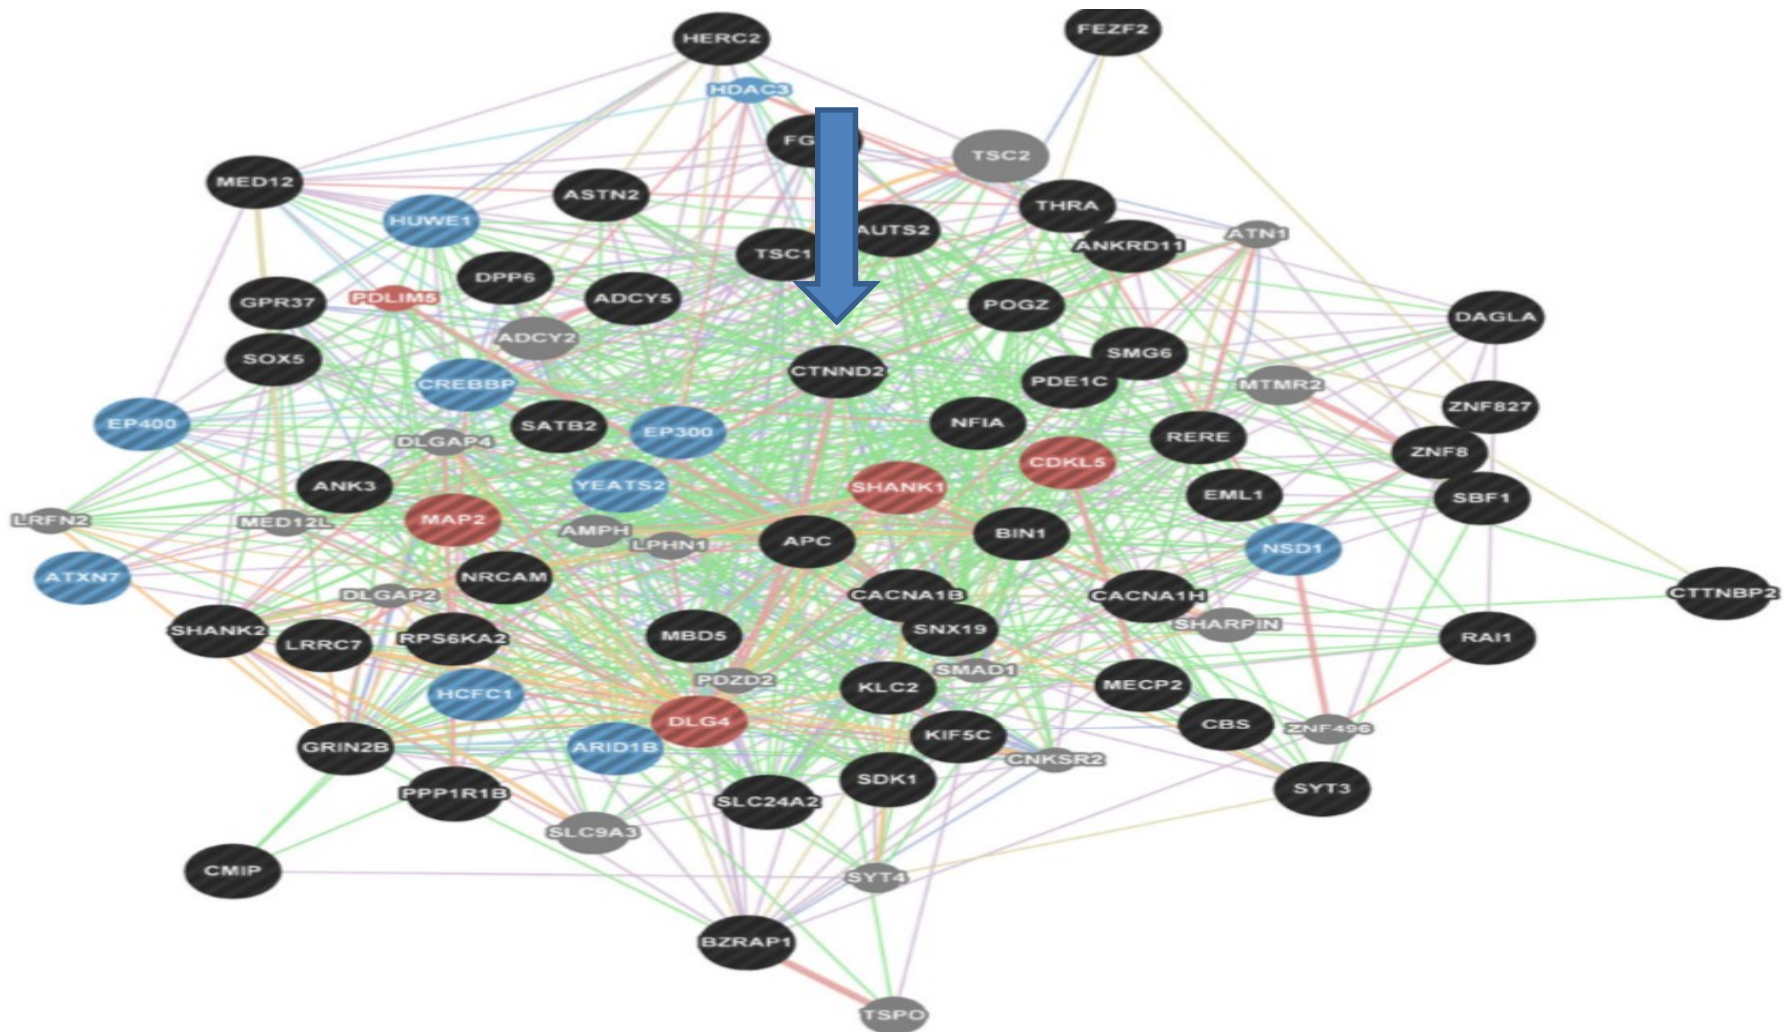 HERC2
FEZF2
HDAC3
FG
TSC2
MED12
ASTN2
THRA
HUWE1
AUTS2
ATN1
ANKRD11
TSC1
DPP6
GPR37
PDLIM5
ADCY5
POGZ
DAGLA
ADCY2
SOX5
SMG6
CTNND2
PDE1C
CREBBP
MTMR2
ZNF827
EP400
SATB2
EP300
NFIA
RERE
DLGAP4
ZNF8
CDKL5
ANK3
YEATS2
SHANK1
EML1
SBF1
LRFN2
MED12L
MAP2
AMPH
LPHN1
APC
BIN1
NSD1
ATXN7
NRCAM
DLGAP2
CACNA1B
CACNA1H
CTTNBP2
SHANK2
LRRC7
RPS6KA2
MBD5
SNX19
SHARPIN
RAI1
SMAD1
PDZD2
HCFC1
KLC2
MECP2
DLG4
CBS
ZNF496
GRIN2B
ARID1B
KIF5C
CNKSR2
SDK1
SYT3
PPP1R1B
SLC24A2
SLC9A3
CMIP
SYT4
BZRAP1
TSPO